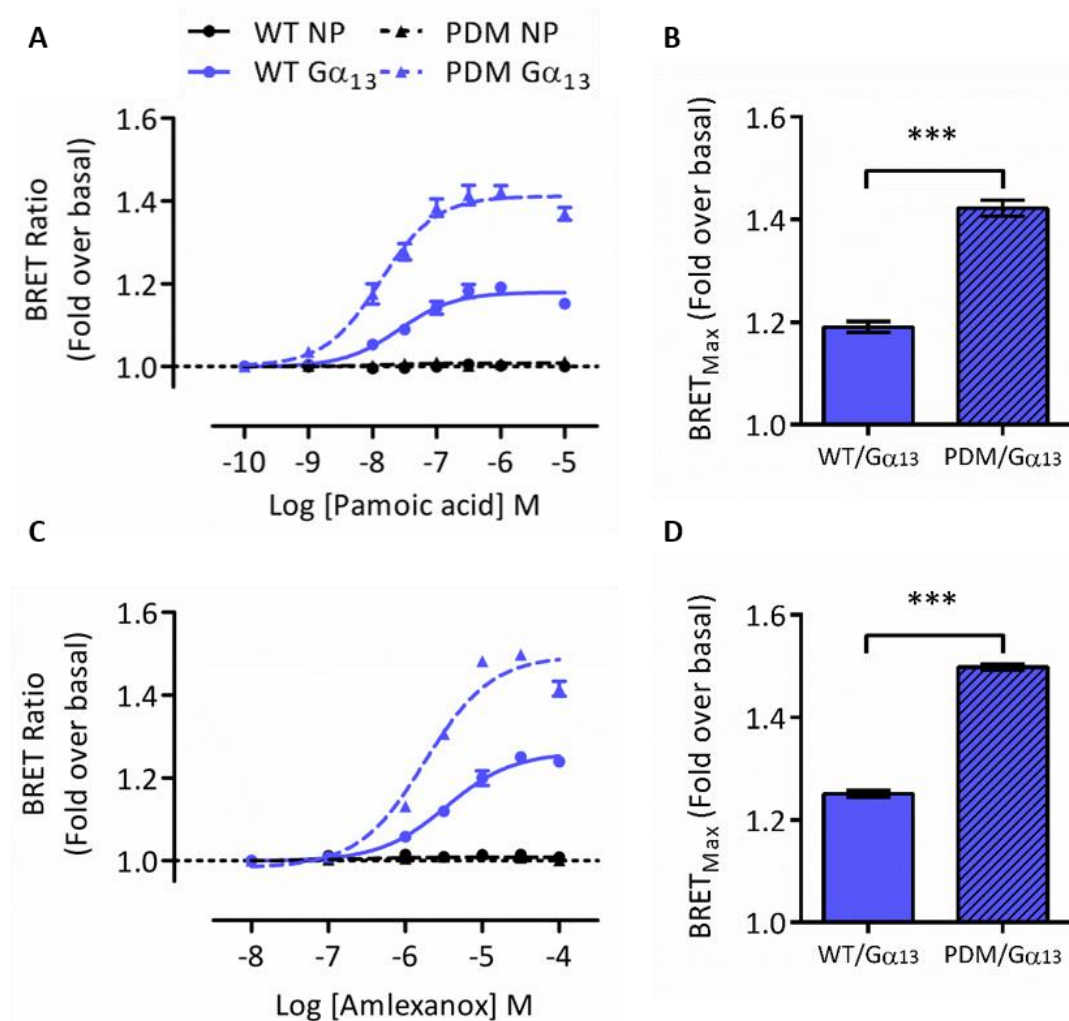 A
WT NP PDM NP
WT Gα13 PDM Gα13
BRET Ratio
(Fold over basal)
1.6
1.4
1.2
1.0
-10 -9 -8 -7 -6 -5
Log [Pamoic acid] M
B
BRETMax (Fold over basal)
1.6
1.4
1.2
1.0
***
WT/Gα13 PDM/Gα13
C
BRET Ratio
(Fold over basal)
1.6
1.4
1.2
1.0
-8 -7 -6 -5 -4
Log [Amlexanox] M
D
BRETMax (Fold over basal)
1.6
1.4
1.2
1.0
***
WT/Gα13 PDM/Gα13